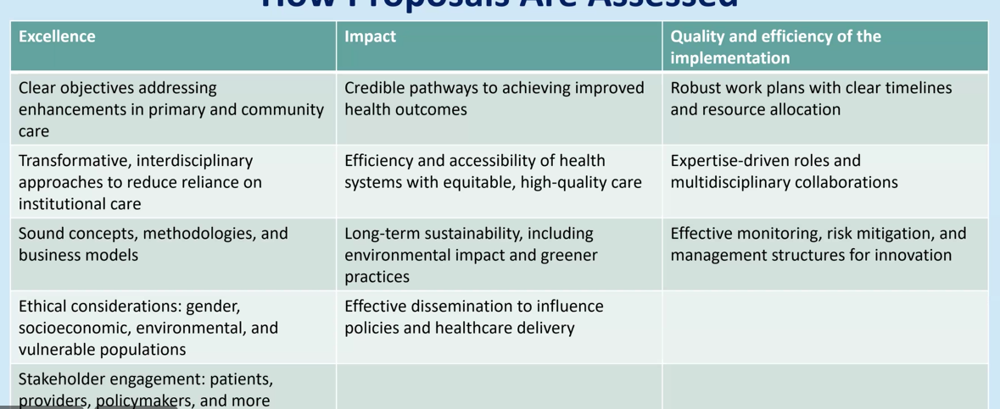 How Proposals Are Assessed
Excellence
Impact
Quality and efficiency of the
implementation
Clear objectives addressing
enhancements in primary and community
care
Credible pathways to achieving improved
health outcomes
Robust work plans with clear timelines
and resource allocation
Transformative, interdisciplinary
approaches to reduce reliance on
institutional care
Efficiency and accessibility of health
systems with equitable, high-quality care
Expertise-driven roles and
multidisciplinary collaborations
Sound concepts, methodologies, and
business models
Long-term sustainability, including
environmental impact and greener
practices
Effective monitoring, risk mitigation, and
management structures for innovation
Ethical considerations: gender,
socioeconomic, environmental, and
vulnerable populations
Effective dissemination to influence
policies and healthcare delivery
Stakeholder engagement: patients,
providers, policymakers, and more